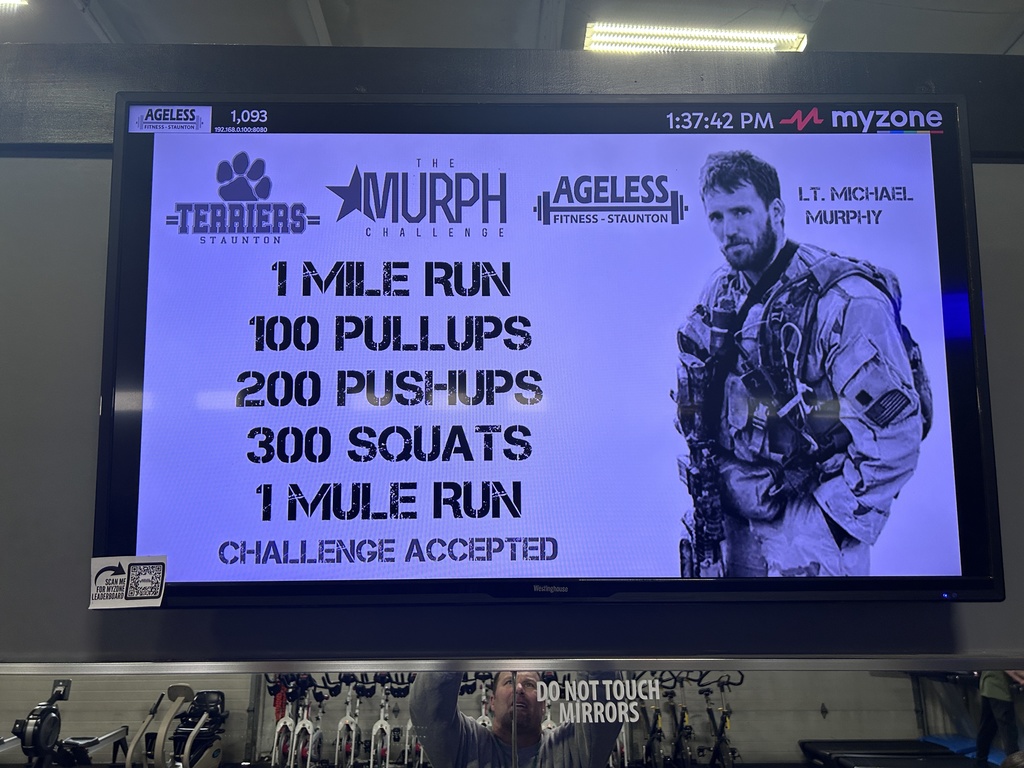 AGELESS
FITNESS - STAUNTON
1,093
192.168.0.100:8080
1:37:42 PM
myzone
TERRIERS
STAUNTON
THE
MURPH
CHALLENGE
AGELESS
FITNESS - STAUNTON
LT. MICHAEL
MURPHY
1 MILE RUN
100 PULLUPS
200 PUSHUPS
300 SQUATS
1 MULE RUN
CHALLENGE ACCEPTED
SCAN ME
FOR MYZONE
LEADERBOARD
Westinghouse
DO NOT TOUCH
MIRRORS